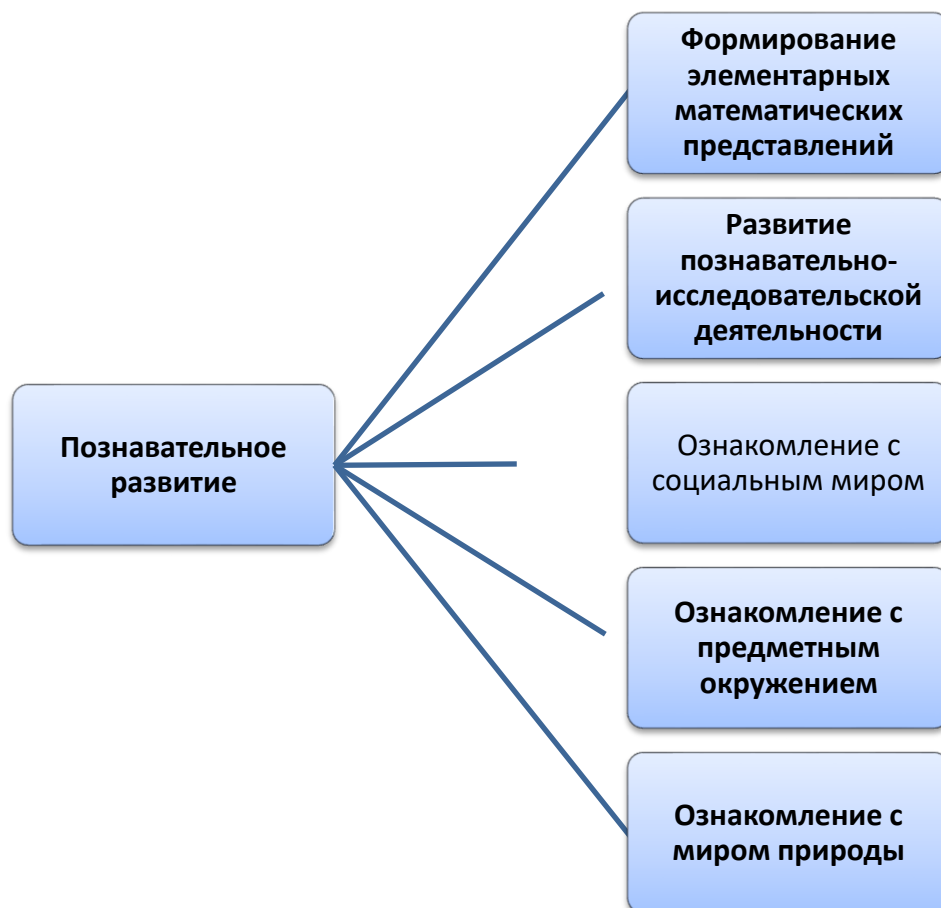 Формирование
элементарных
математических
представлений
Развитие
познавательно-
исследовательской
деятельности
Познавательное
развитие
Ознакомление с
социальным миром
Ознакомление с
предметным
окружением
Ознакомление с
миром природы